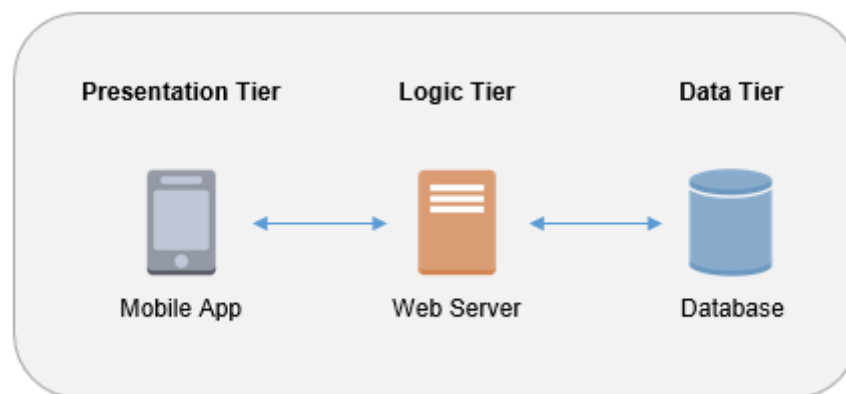 Presentation Tier
Logic Tier
Data Tier
Mobile App
Web Server
Database